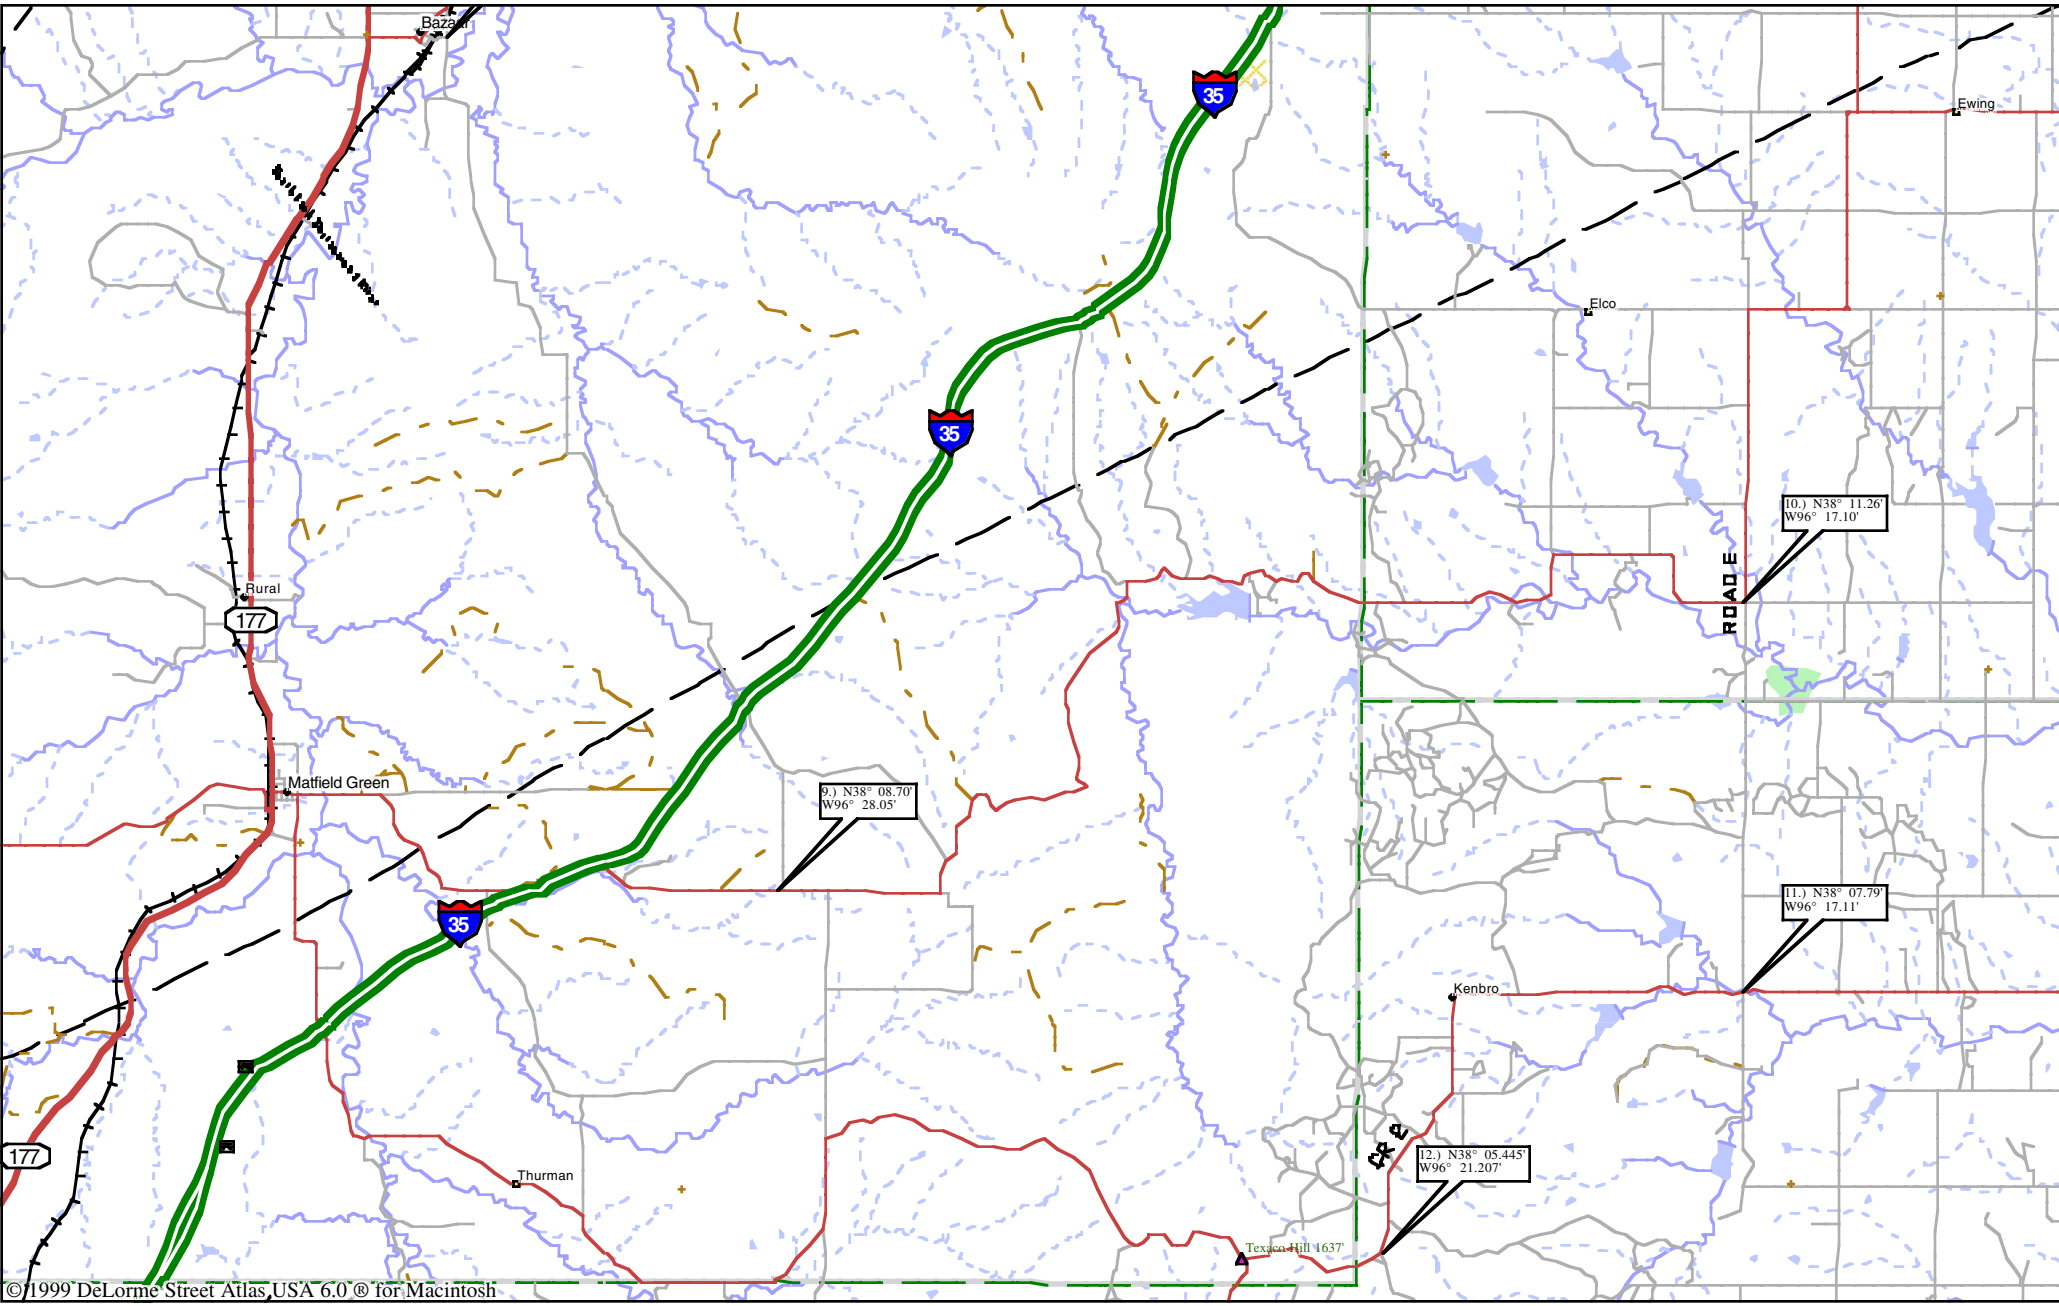 Bazaar
35
Ewing
Elco
35
10.) N38° 11.26'
W96° 17.10'
ROAD E
Rural
177
Matfield Green
9.) N38° 08.70'
W96° 28.05'
35
11.) N38° 07.79'
W96° 17.11'
Kenbro
177
CR R
12.) N38° 05.445'
W96° 21.207'
Thurman
Texaco Hill 1637'
© 1999 DeLorme Street Atlas USA 6.0 ® for Macintosh